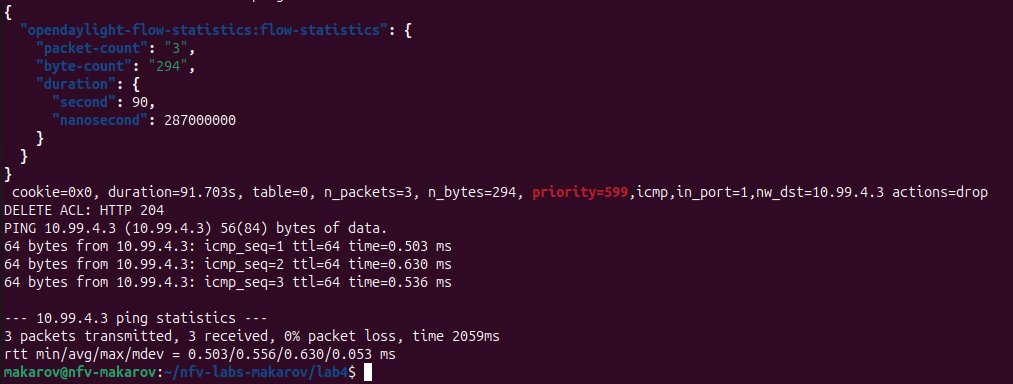 {
  "opendaylight-flow-statistics:flow-statistics": {
    "packet-count": "3",
    "byte-count": "294",
    "duration": {
      "second": 90,
      "nanosecond": 287000000
    }
  }
}
 cookie=0x0, duration=91.703s, table=0, n_packets=3, n_bytes=294, priority=599,icmp,in_port=1,nw_dst=10.99.4.3 actions=drop
DELETE ACL: HTTP 204
PING 10.99.4.3 (10.99.4.3) 56(84) bytes of data.
64 bytes from 10.99.4.3: icmp_seq=1 ttl=64 time=0.503 ms
64 bytes from 10.99.4.3: icmp_seq=2 ttl=64 time=0.630 ms
64 bytes from 10.99.4.3: icmp_seq=3 ttl=64 time=0.536 ms

--- 10.99.4.3 ping statistics ---
3 packets transmitted, 3 received, 0% packet loss, time 2059ms
rtt min/avg/max/mdev = 0.503/0.556/0.630/0.053 ms
makarov@nfv-makarov:~/nfv-labs-makarov/lab4$